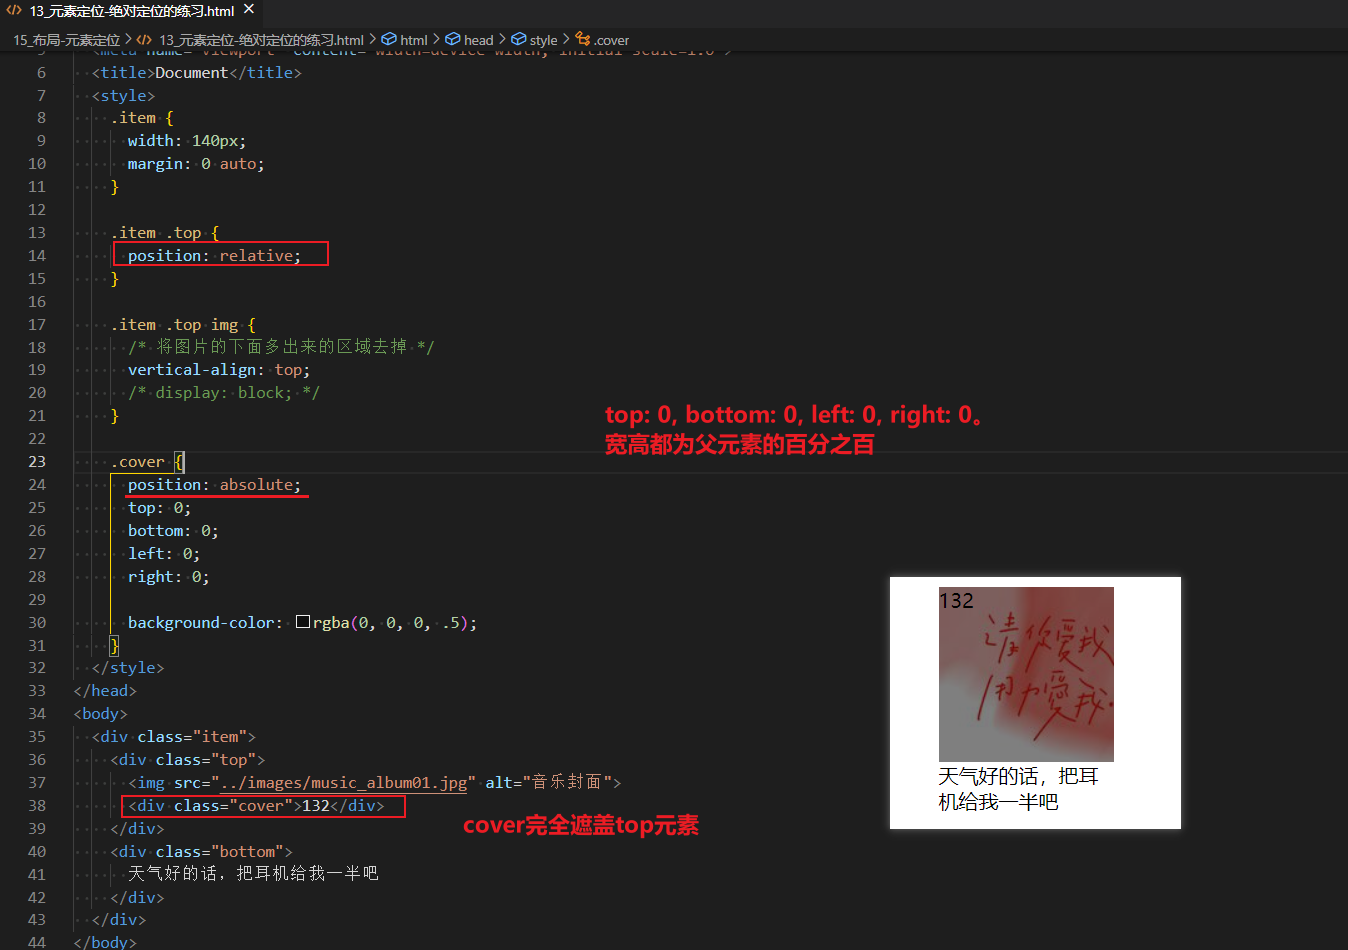 13_元素定位-绝对定位的练习.html
15_布局-元素定位 > 13_元素定位-绝对定位的练习.html > html > head > style > .cover
5 <meta name="viewport" content="width=device-width, initial-scale=1.0">
6 <title>Document</title>
7 <style>
8 .item {
9 width: 140px;
10 margin: 0 auto;
11 }
12
13 .item .top {
14 position: relative;
15 }
16
17 .item .top img {
18 /* 将图片的下面多出来的区域去掉 */
19 vertical-align: top;
20 /* display: block; */
21 }
top: 0, bottom: 0, left: 0, right: 0。
宽高都为父元素的百分之百
22
23 .cover {
24 position: absolute;
25 top: 0;
26 bottom: 0;
27 left: 0;
28 right: 0;
29
30 background-color: rgba(0, 0, 0, .5);
31 }
32 </style>
33 </head>
34 <body>
35 <div class="item">
36 <div class="top">
37 <img src="../images/music_album01.jpg" alt="音乐封面">
38 <div class="cover">132</div>
cover完全遮盖top元素
39 </div>
40 <div class="bottom">
41 天气好的话，把耳机给我一半吧
42 </div>
43 </div>
44 </body>
132
请你爱我
用力爱我.
天气好的话，把耳
机给我一半吧